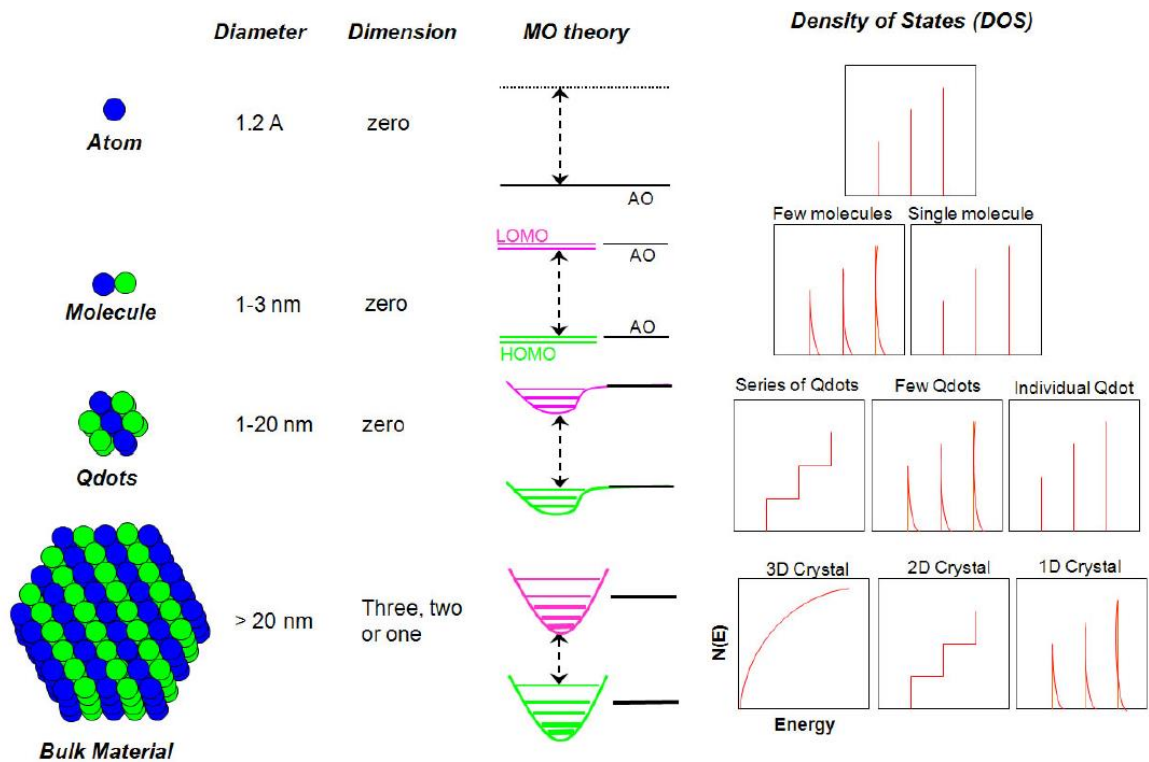 Diameter Dimension MO theory Density of States (DOS)
Atom
1.2 A
zero
AO
Few molecules Single molecule
LOMO
AO
Molecule
1-3 nm
zero
AO
HOMO
Series of Qdots Few Qdots Individual Qdot
Qdots
1-20 nm
zero
3D Crystal 2D Crystal 1D Crystal
Bulk Material
> 20 nm
Three, two
or one
N(E)
Energy